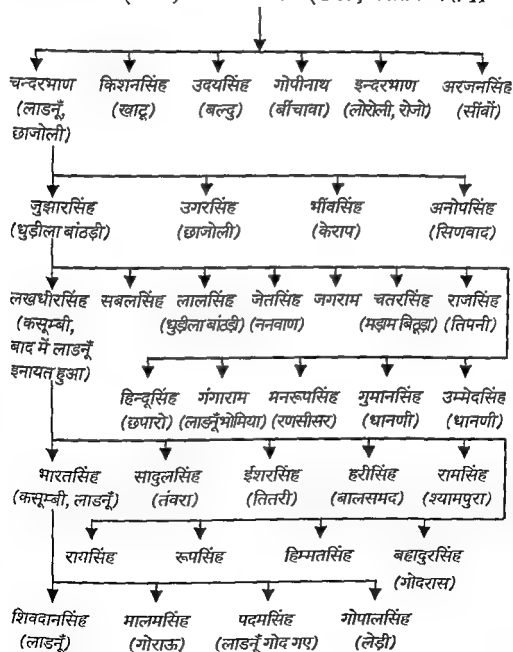 चन्दरभाण किशनसिंह उदयसिंह गोपीनाथ इन्दरभाण अरजनसिंह
(लाडनूँ, (खाटू) (बल्दु) (बींचावा) (लोरोली, रोजो) (सींवों)
छाजोली)
जुझारसिंह उगरसिंह भींवसिंह अनोपसिंह
(धुड़ीला बांठड़ी) (छाजोली) (केराप) (सिणवाद)
लखधीरसिंह सबलसिंह लालसिंह जेतसिंह जगराम चतरसिंह राजसिंह
(कसूम्बी, (धुड़ीला बांठड़ी) (ननवाण) (मझम बिठूड़ा) (तिपनी)
बाद में लाडनूँ
इनायत हुआ)
हिन्दूसिंह गंगाराम मनरूपसिंह गुमानसिंह उम्मेदसिंह
(छपारो) (लाडनूँ भोमिया) (रणसीसर) (धानणी) (धानणी)
भारतसिंह सादुलसिंह ईशरसिंह हरीसिंह रामसिंह
(कसूम्बी, लाडनूँ) (तंवरा) (तितरी) (बालसमद) (श्यामपुरा)
रागसिंह रूपसिंह हिम्मतसिंह बहादुरसिंह
(गोदरास)
शिवदानसिंह मालमसिंह पदमसिंह गोपालसिंह
(लाडनूँ) (गोराऊ) (लाडनूँ गोद गए) (लेड़ी)